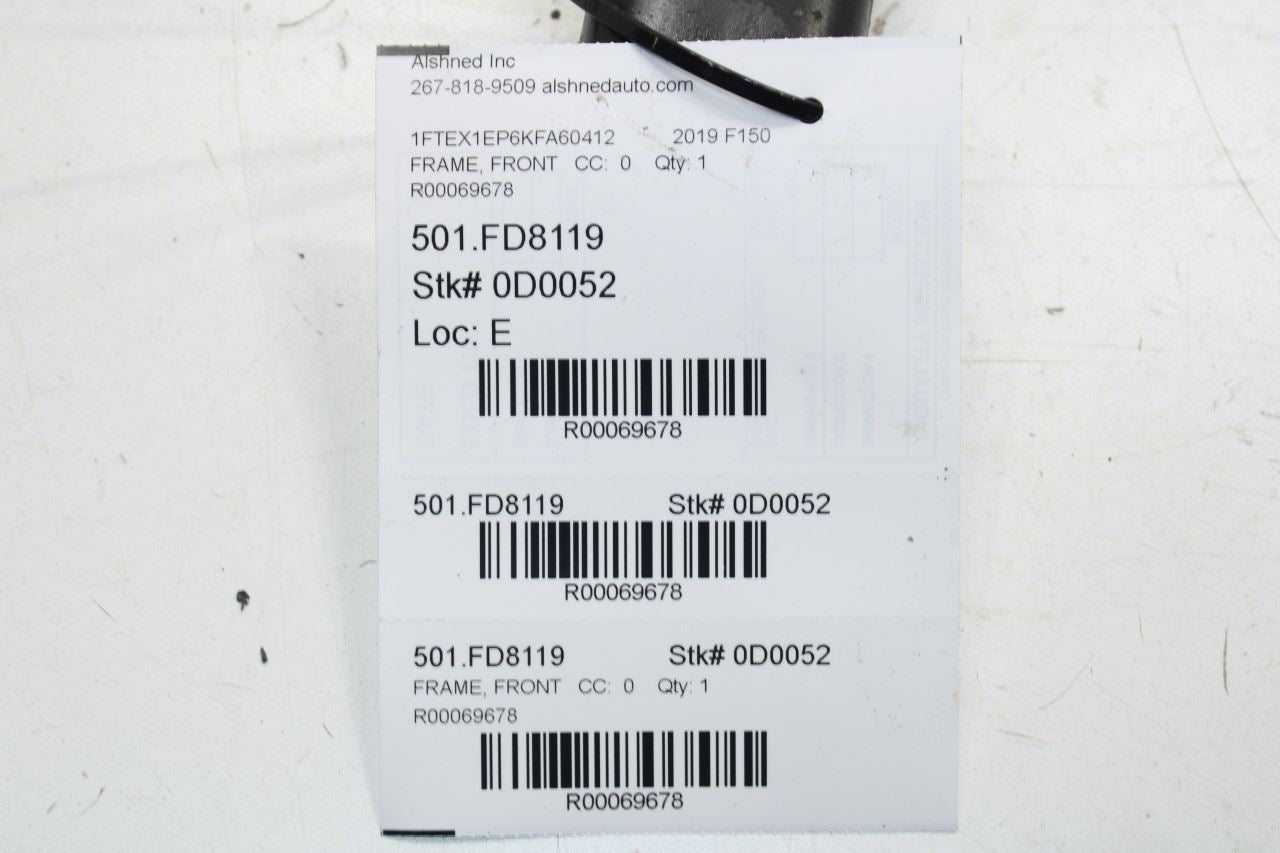 Alshned Inc
267-818-9509 alshnedauto.com
1FTEX1EP6KFA60412 2019 F150
FRAME, FRONT CC: 0 Qty: 1
R00069678
501.FD8119
Stk# 0D0052
Loc: E
R00069678
501.FD8119 Stk# 0D0052
R00069678
501.FD8119 Stk# 0D0052
FRAME, FRONT CC: 0 Qty: 1
R00069678
R00069678